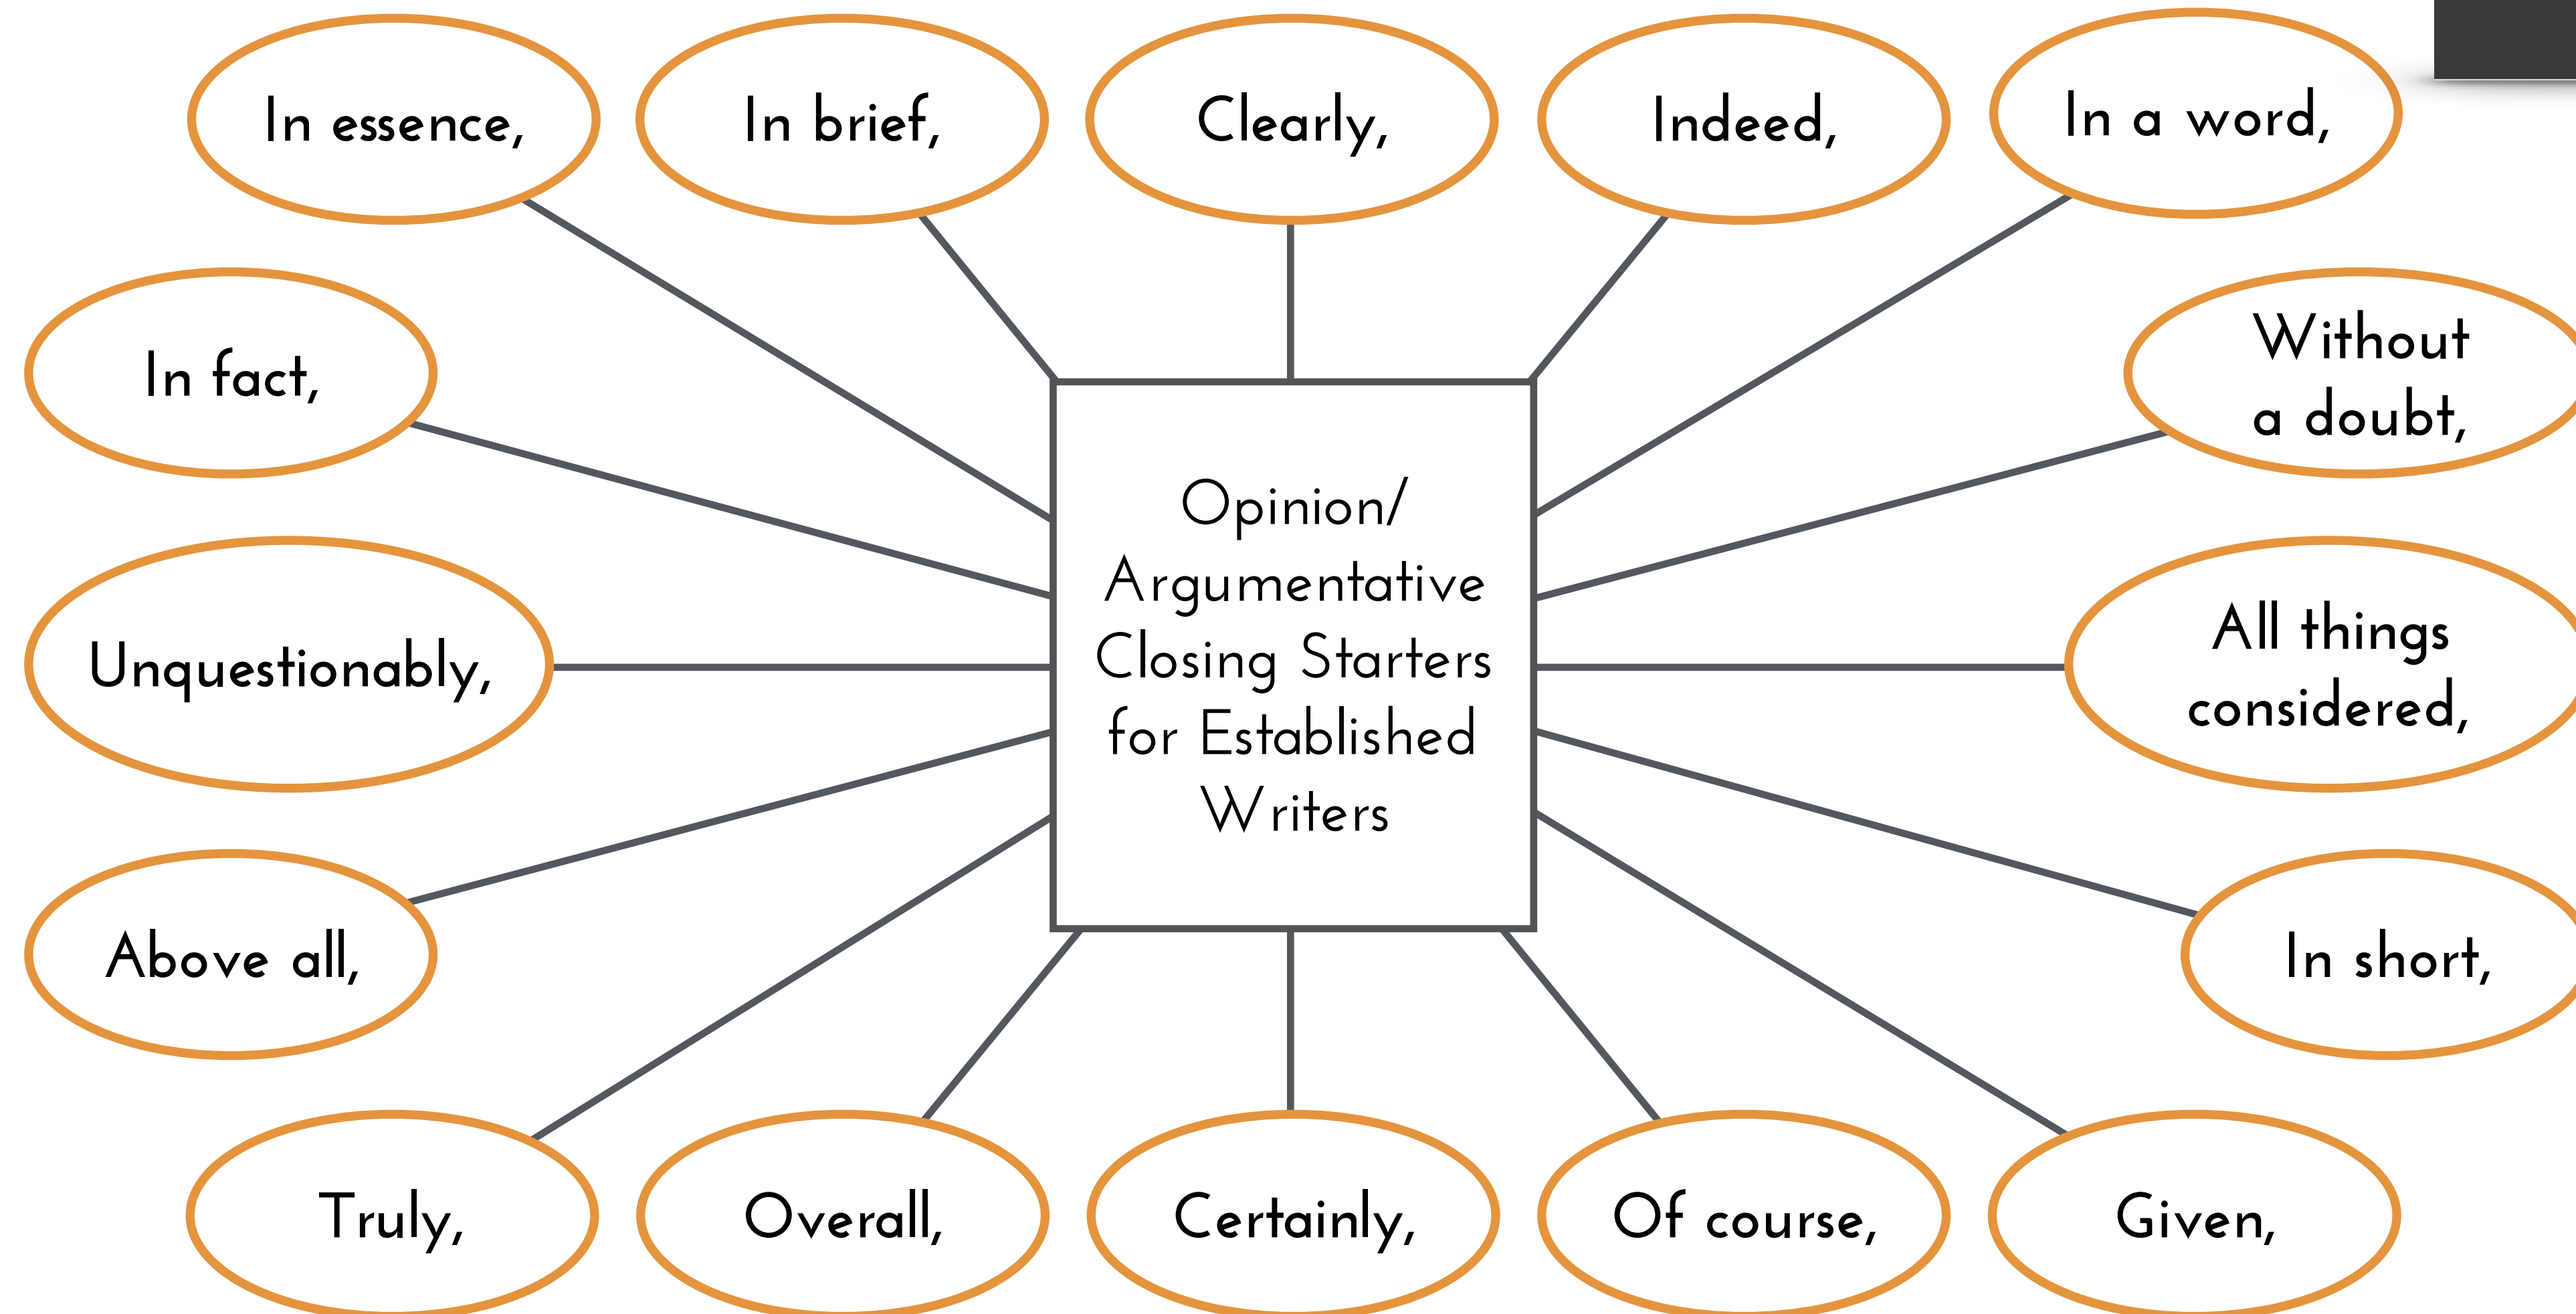 In essence,
In brief,
Clearly,
Indeed,
In a word,
In fact,
Without
a doubt,
Opinion/
Argumentative
Closing Starters
for Established
Writers
Unquestionably,
All things
considered,
Above all,
In short,
Truly,
Overall,
Certainly,
Of course,
Given,